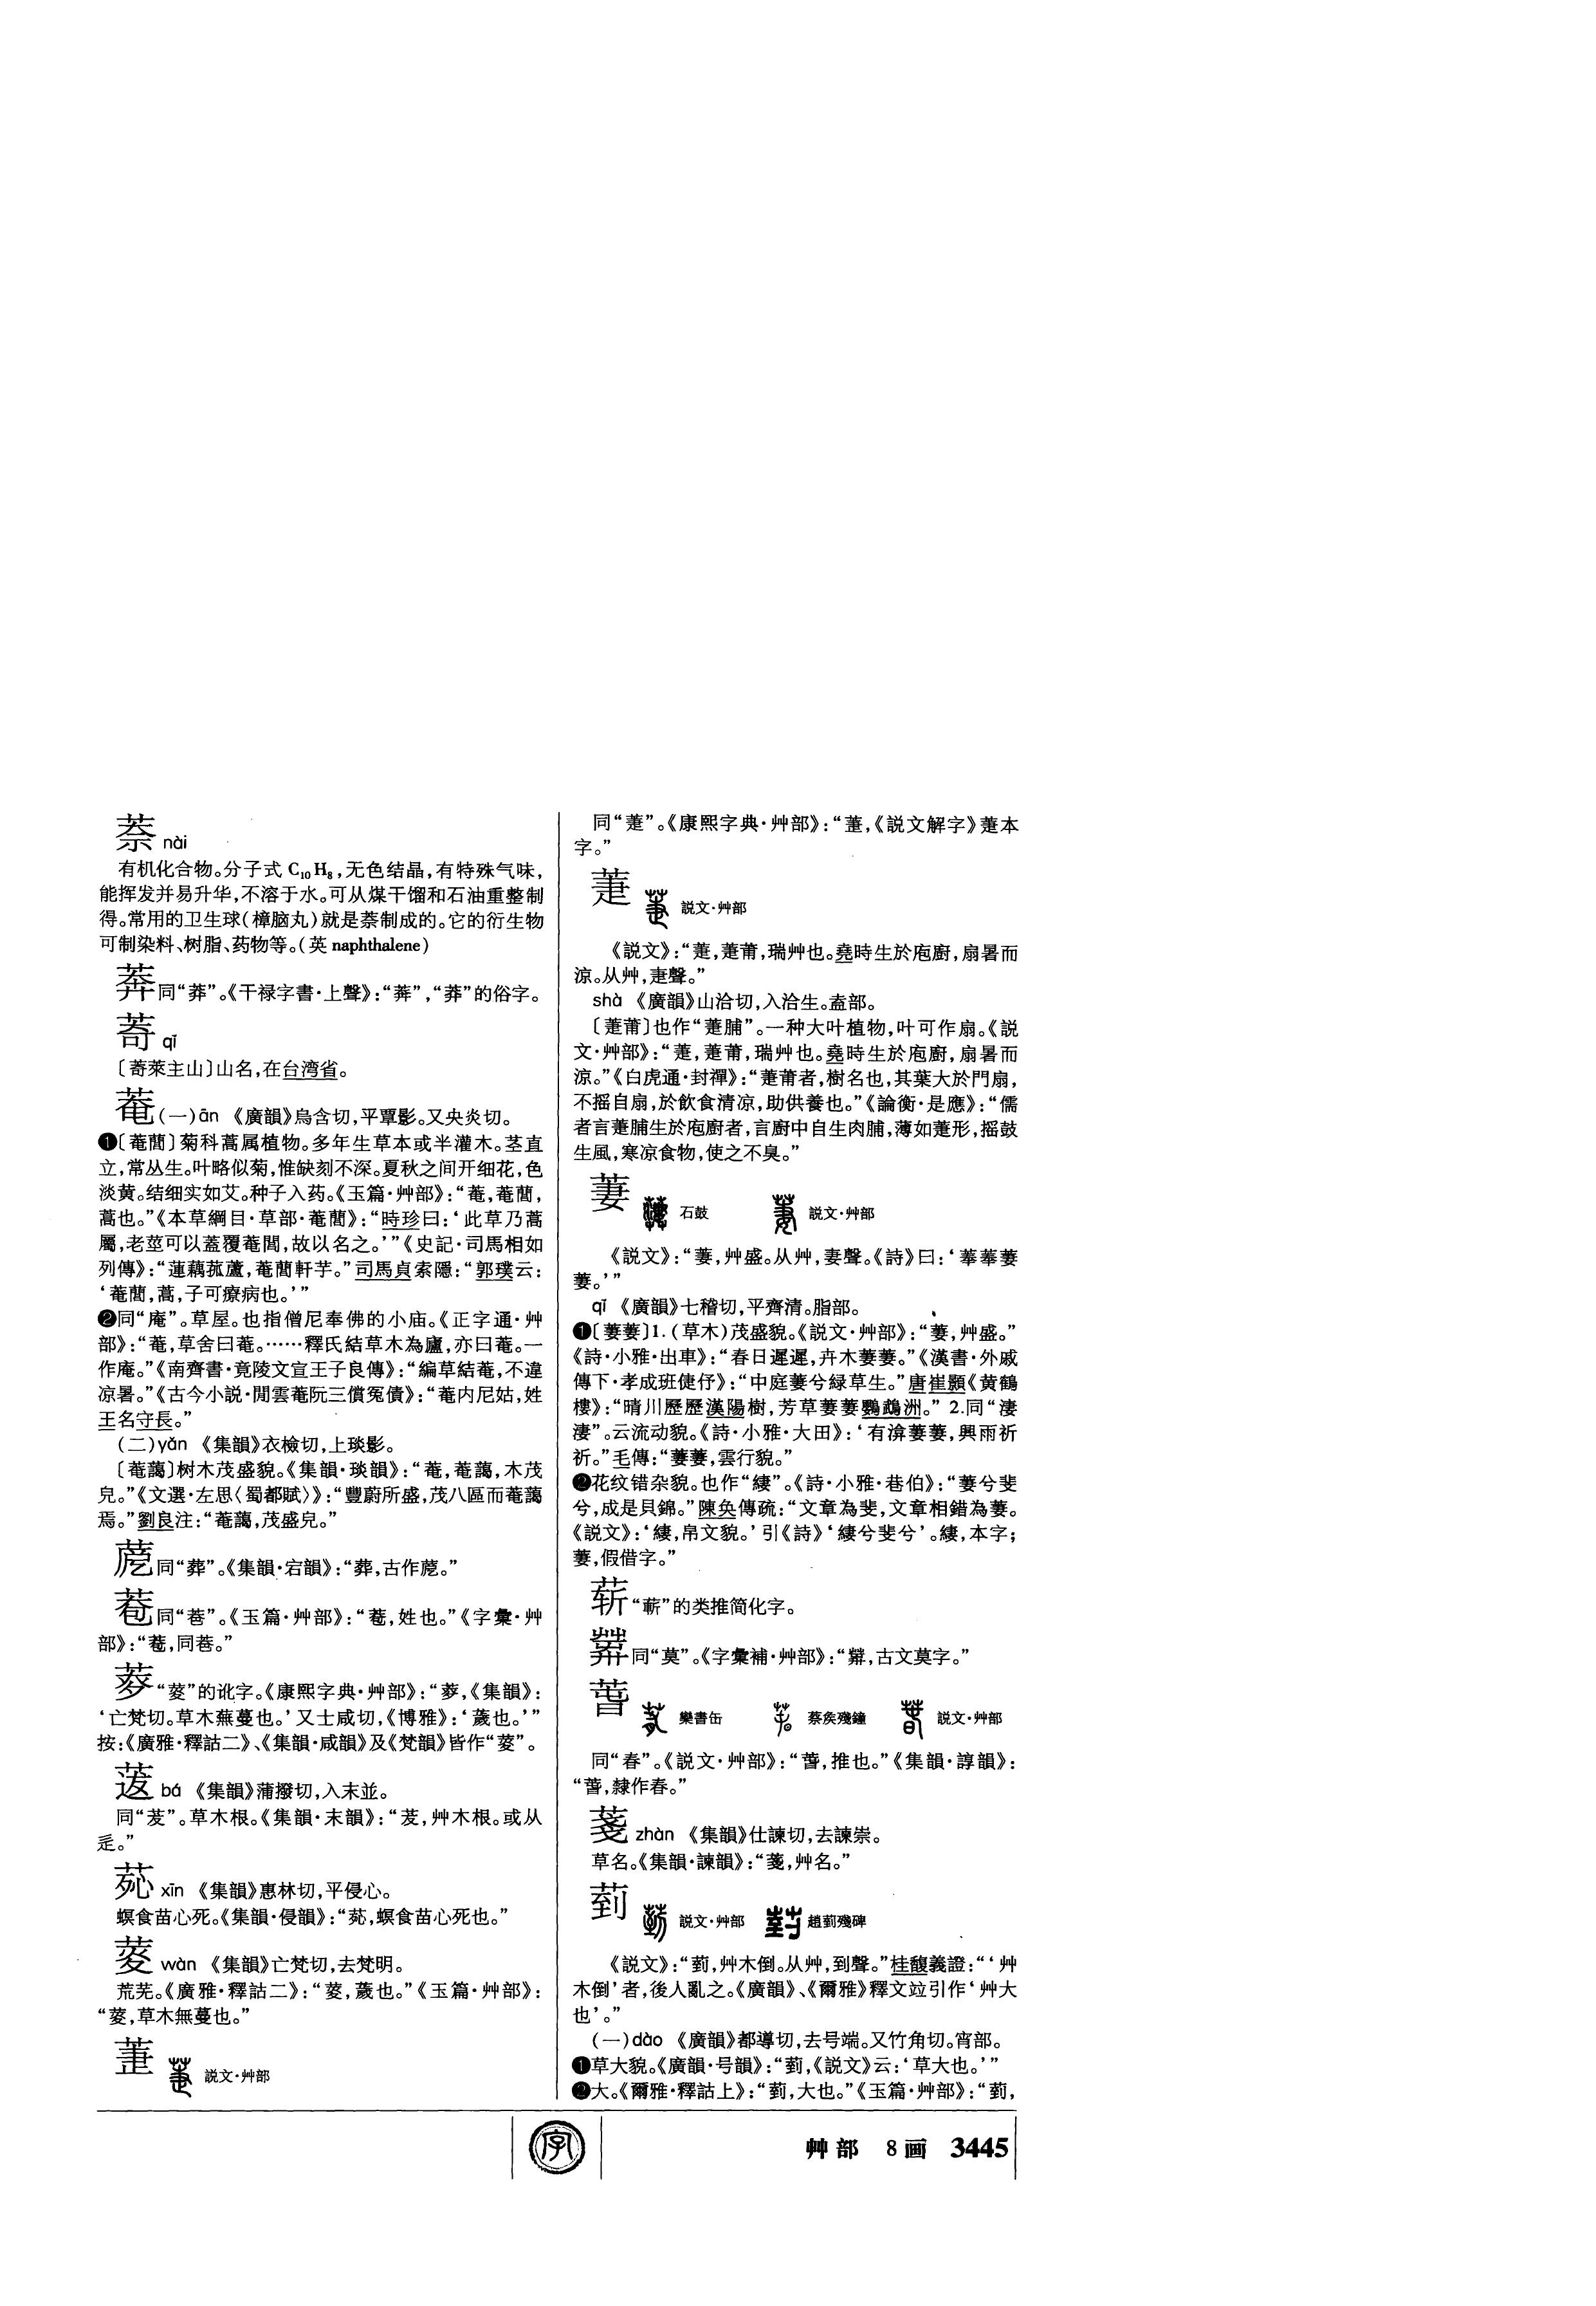 萘 nài
有机化合物。分子式 C₁₀H₈,无色结晶,有特殊气味,
能挥发并易升华,不溶于水。可从煤干馏和石油重整制
得。常用的卫生球(樟脑丸)就是萘制成的。它的衍生物
可制染料、树脂、药物等。(英 naphthalene)
同“莽”。《干禄字書·上聲》:“”,“莽”的俗字。
萮 qī
〔主山〕山名,在台湾省。
菴(一)ān 《廣韻》烏含切,平覃影。又央炎切。
❶〔菴䕡〕菊科蒿属植物。多年生草本或半灌木。茎直
立,常丛生。叶略似菊,惟缺刻不深。夏秋之间开细花,色
淡黄。结细实如艾。种子入药。《玉篇·艸部》:“菴,菴䕡,
蒿也。”《本草綱目·草部·菴䕡》:“時珍曰:‘此草乃蒿
屬,老莖可以蓋覆菴閭,故以名之。’”《史記·司馬相如
列傳》:“蓮藕菰蘆,菴䕡軒芋。”司馬貞索隱:“郭璞云:
‘菴䕡,蒿,子可療病也。’”
❷同“庵”。草屋。也指僧尼奉佛的小庙。《正字通·艸
部》:“菴,草舍曰菴。……釋氏結草木為廬,亦曰菴。一
作庵。”《南齊書·竟陵文宣王子良傳》:“編草結菴,不違
凉暑。”《古今小説·閒雲菴阮三償冤債》:“菴内尼姑,姓
王名守長。”
(二)yǎn 《集韻》衣檢切,上琰影。
〔菴藹〕树木茂盛貌。《集韻·琰韻》:“菴,菴藹,木茂
皃。”《文選·左思〈蜀都賦〉》:“豐蔚所盛,茂八區而菴藹
焉。”劉良注:“菴藹,茂盛皃。”
同“葬”。《集韻·宕韻》:“葬,古作。”
同“菤”。《玉篇·艸部》:“,姓也。”《字彙·艸
部》:“,同。”
“葼”的讹字。《康熙字典·艸部》:“,《集韻》:
‘亡梵切。草木蕪蔓也。’又士咸切,《博雅》:‘薉也。’”
按:《廣雅·釋詁二》、《集韻·咸韻》及《梵韻》皆作“”。
bá 《集韻》蒲撥切,入末並。
同“茇”。草木根。《集韻·末韻》:“茇,艸木根。或从
。”
xīn 《集韻》惠林切,平侵心。
螟食苗心死。《集韻·侵韻》:“,螟食苗心死也。”
wàn 《集韻》亡梵切,去梵明。
荒芜。《廣雅·釋詁二》:“,薉也。”《玉篇·艸部》:
“,草木無蔓也。”
説文·艸部
同“萐”。《康熙字典·艸部》:“,《説文解字》萐本
字。”
萐 説文·艸部
《説文》:“萐,萐莆,瑞艸也。堯時生於庖廚,扇暑而
涼。从艸,疌聲。”
shà 《廣韻》山洽切,入洽生。盍部。
〔萐莆〕也作“萐脯”。一种大叶植物,叶可作扇。《説
文·艸部》:“萐,萐莆,瑞艸也。堯時生於庖廚,扇暑而
涼。”《白虎通·封禪》:“萐莆者,樹名也,其葉大於門扇,
不摇自扇,於飲食清凉,助供養也。”《論衡·是應》:“儒
者言萐脯生於庖廚者,言廚中自生肉脯,薄如萐形,摇鼓
生風,寒凉食物,使之不臭。”
萋 石鼓 説文·艸部
《説文》:“萋,艸盛。从艸,妻聲。《詩》曰:‘菶菶萋
萋。’”
qī 《廣韻》七稽切,平齊清。脂部。
❶〔萋萋〕1.(草木)茂盛貌。《説文·艸部》:“萋,艸盛。”
《詩·小雅·出車》:“春日遲遲,卉木萋萋。”《漢書·外戚
傳下·孝成班倢伃》:“中庭萋兮緑草生。”唐崔顥《黄鶴
樓》:“晴川歷歷漢陽樹,芳草萋萋鸚鵡洲。” 2.同“淒
淒”。云流动貌。《詩·小雅·大田》:‘有渰萋萋,興雨祈
祈。”毛傳:“萋萋,雲行貌。”
❷花纹错杂貌。也作“緀”。《詩·小雅·巷伯》:“萋兮斐
兮,成是貝錦。”陳奂傳疏:“文章為斐,文章相錯為萋。
《説文》:‘緀,帛文貌。’引《詩》‘緀兮斐兮’。緀,本字;
萋,假借字。”
“蕲”的类推简化字。
同“莫”。《字彙補·艸部》:“,古文莫字。”
萅 欒書缶 蔡矦殘鐘 説文·艸部
同“春”。《説文·艸部》:“萅,推也。”《集韻·諄韻》:
“萅,隸作春。”
zhàn 《集韻》仕諫切,去諫崇。
草名。《集韻·諫韻》:“,艸名。”
菿 説文·艸部 趙菿殘碑
《説文》:“菿,艸木倒。从艸,到聲。”桂馥義證:“‘艸
木倒’者,後人亂之。《廣韻》、《爾雅》釋文竝引作‘艸大
也’。”
(一)dào 《廣韻》都導切,去号端。又竹角切。宵部。
❶草大貌。《廣韻·号韻》:“菿,《説文》云:‘草大也。’”
❷大。《爾雅·釋詁上》:“菿,大也。”《玉篇·艸部》:“菿,
字
艸部 8画 3445